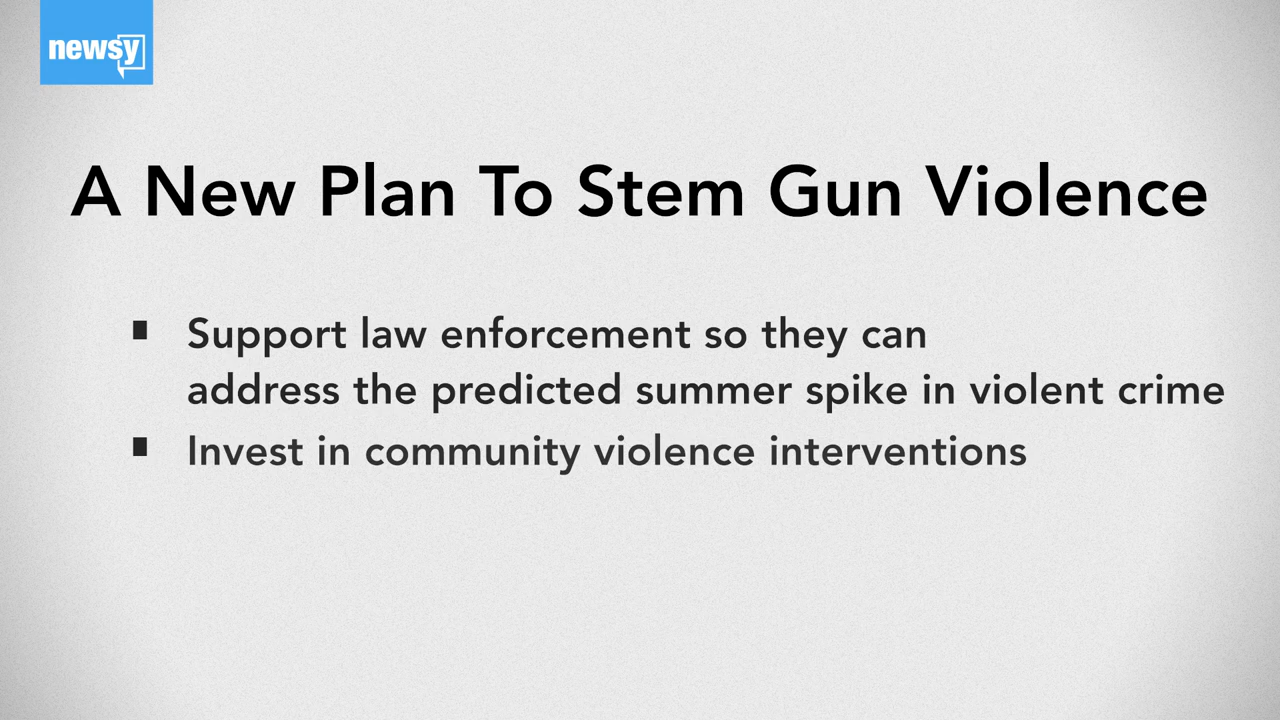 newsy
A New Plan To Stem Gun Violence
▪ Support law enforcement so they can
address the predicted summer spike in violent crime
▪ Invest in community violence interventions